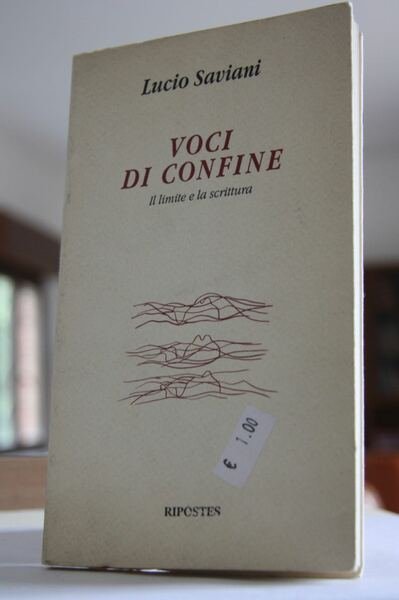 Lucio Saviani
VOCI
DI CONFINE
Il limite e la scrittura
€ 1.00
RIPOSTES